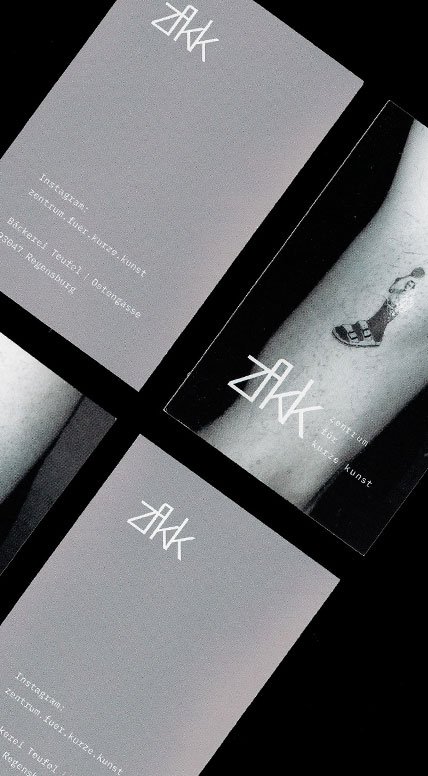 zfkk
Instagram:
zentrum.fuer.kurze.kunst
Bäckerei Teufel | Ostengasse
93047 Regensburg
zfkk
zentrum
für
kurze kunst
zfkk
Instagram:
zentrum.fuer.kurze.kunst
Teufel |